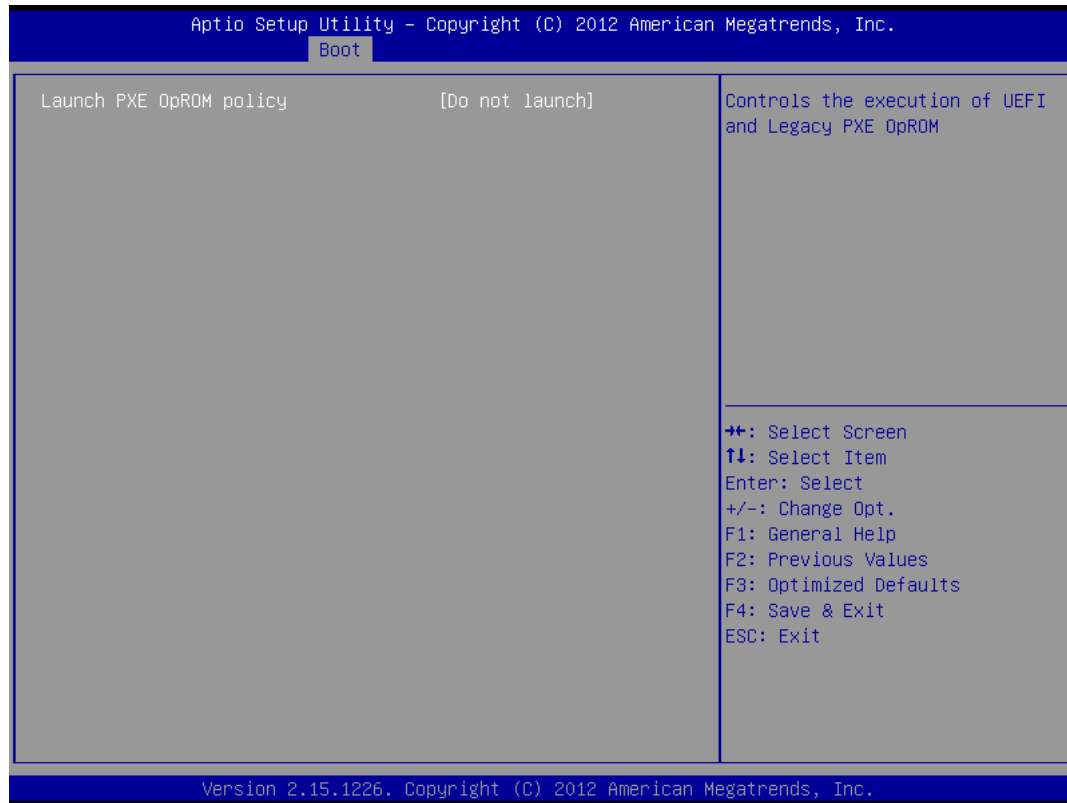 Aptio Setup Utility – Copyright (C) 2012 American Megatrends, Inc.
Boot
Launch PXE OpROM policy [Do not launch]
Controls the execution of UEFI
and Legacy PXE OpROM
→←: Select Screen
↑↓: Select Item
Enter: Select
+/-: Change Opt.
F1: General Help
F2: Previous Values
F3: Optimized Defaults
F4: Save & Exit
ESC: Exit
Version 2.15.1226. Copyright (C) 2012 American Megatrends, Inc.